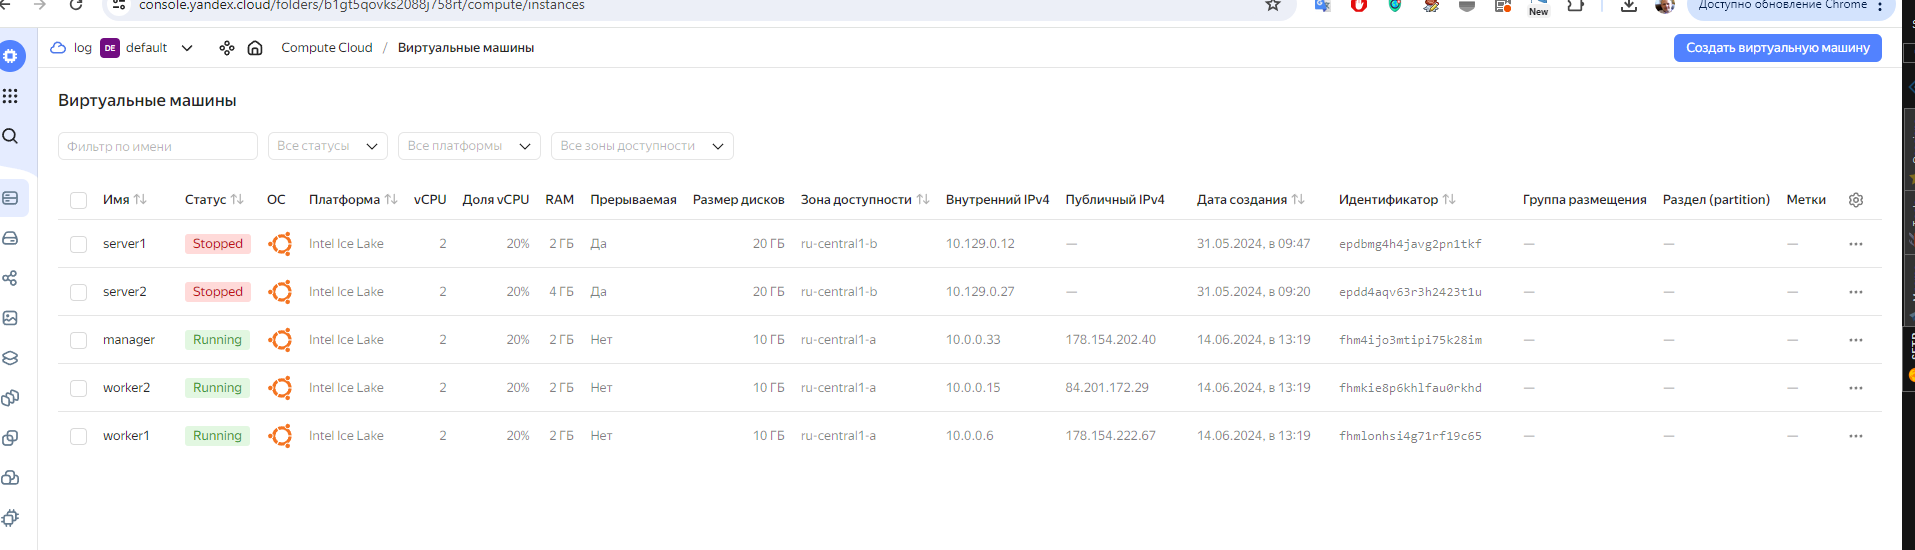 console.yandex.cloud/folders/b1gt5qovks2088j758rt/compute/instances New Доступно обновление Chrome
log DE default Compute Cloud / Виртуальные машины Создать виртуальную машину
Виртуальные машины
Фильтр по имени Все статусы Все платформы Все зоны доступности
Имя Статус ОС Платформа vCPU Доля vCPU RAM Прерываемая Размер дисков Зона доступности Внутренний IPv4 Публичный IPv4 Дата создания Идентификатор Группа размещения Раздел (partition) Метки
server1 Stopped Intel Ice Lake 2 20% 2 ГБ Да 20 ГБ ru-central1-b 10.129.0.12 — 31.05.2024, в 09:47 epdbmg4h4javg2pn1tkf — — —
server2 Stopped Intel Ice Lake 2 20% 4 ГБ Да 20 ГБ ru-central1-b 10.129.0.27 — 31.05.2024, в 09:20 epdd4aqv63r3h2423t1u — — —
manager Running Intel Ice Lake 2 20% 2 ГБ Нет 10 ГБ ru-central1-a 10.0.0.33 178.154.202.40 14.06.2024, в 13:19 fhm4ijo3mtipi75k28im — — —
worker2 Running Intel Ice Lake 2 20% 2 ГБ Нет 10 ГБ ru-central1-a 10.0.0.15 84.201.172.29 14.06.2024, в 13:19 fhmkie8p6khlfau0rkhd — — —
worker1 Running Intel Ice Lake 2 20% 2 ГБ Нет 10 ГБ ru-central1-a 10.0.0.6 178.154.222.67 14.06.2024, в 13:19 fhmlonhsi4g71rf19c65 — — —